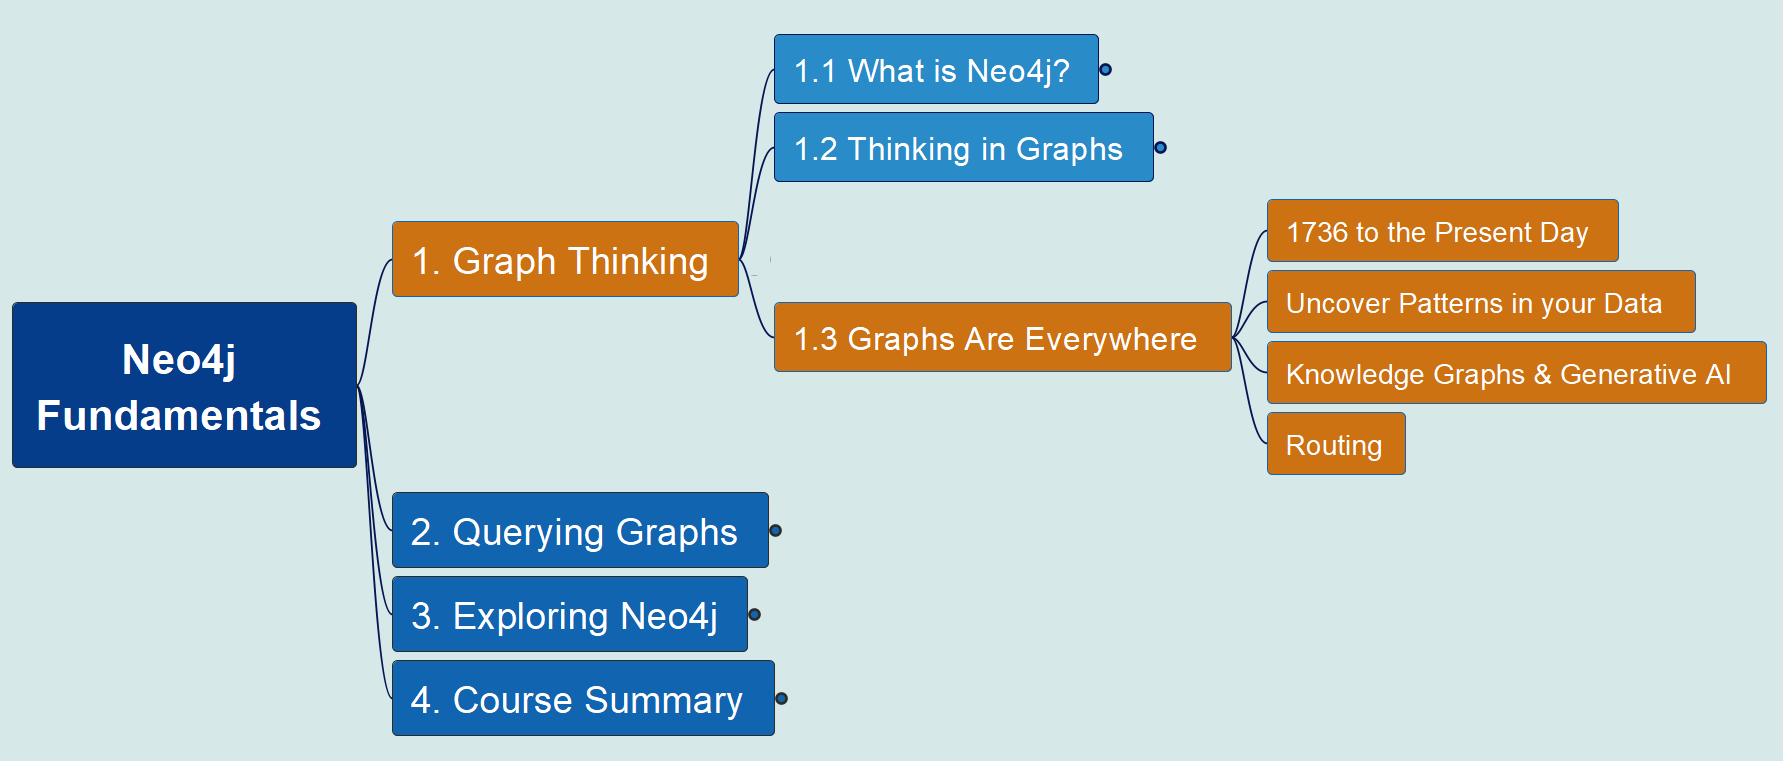 Neo4j
Fundamentals
1. Graph Thinking
1.1 What is Neo4j?
1.2 Thinking in Graphs
1.3 Graphs Are Everywhere
1736 to the Present Day
Uncover Patterns in your Data
Knowledge Graphs & Generative AI
Routing
2. Querying Graphs
3. Exploring Neo4j
4. Course Summary